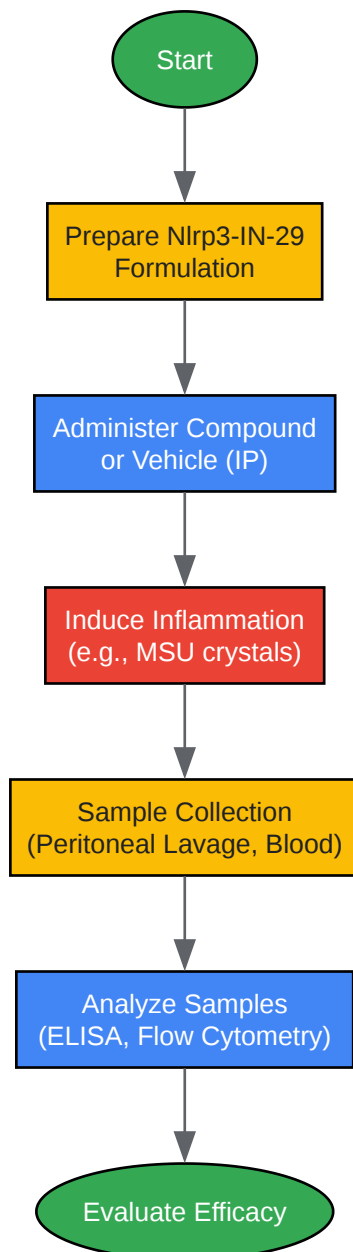 Start
Prepare Nlrp3-IN-29
Formulation
Administer Compound
or Vehicle (IP)
Induce Inflammation
(e.g., MSU crystals)
Sample Collection
(Peritoneal Lavage, Blood)
Analyze Samples
(ELISA, Flow Cytometry)
Evaluate Efficacy